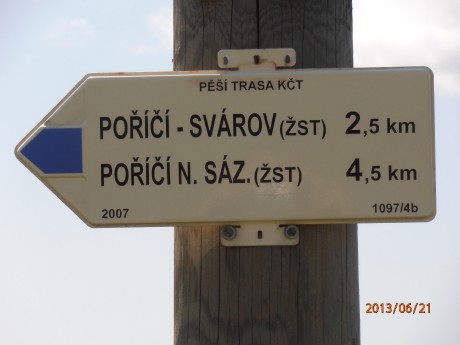 PĚŠÍ TRASA KČT
POŘÍČÍ - SVÁROV (ŽST) 2,5 km
POŘÍČÍ N. SÁZ. (ŽST) 4,5 km
2007 1097/4b
2013/06/21